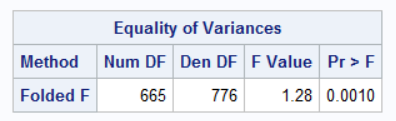 Equality of Variances
Method Num DF Den DF F Value Pr > F
Folded F 665 776 1.28 0.0010